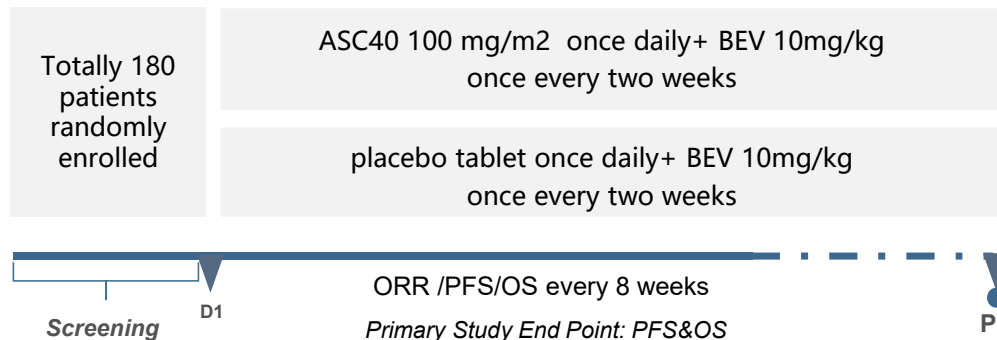 Totally 180
patients
randomly
enrolled
ASC40 100 mg/m2 once daily+ BEV 10mg/kg
once every two weeks
placebo tablet once daily+ BEV 10mg/kg
once every two weeks
D1
ORR /PFS/OS every 8 weeks
Screening
Primary Study End Point: PFS&OS